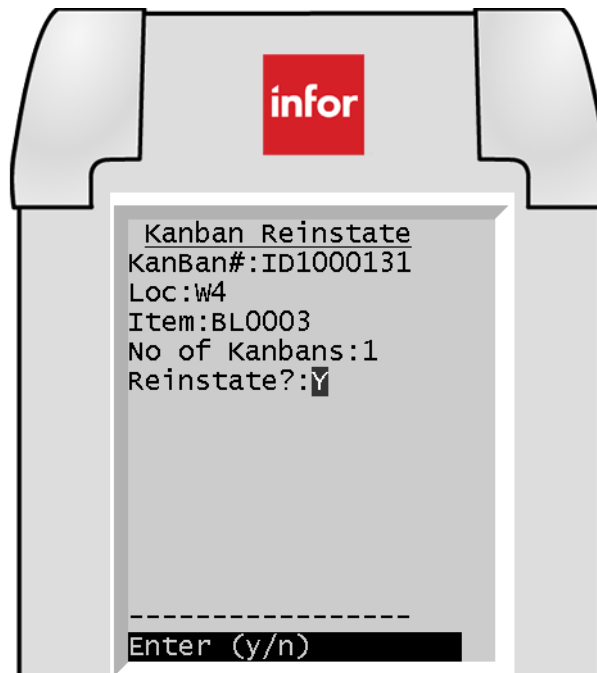 infor
Kanban Reinstate
KanBan#:ID1000131
Loc:W4
Item:BL0003
No of Kanbans:1
Reinstate?:Y
-----------------
Enter (y/n)